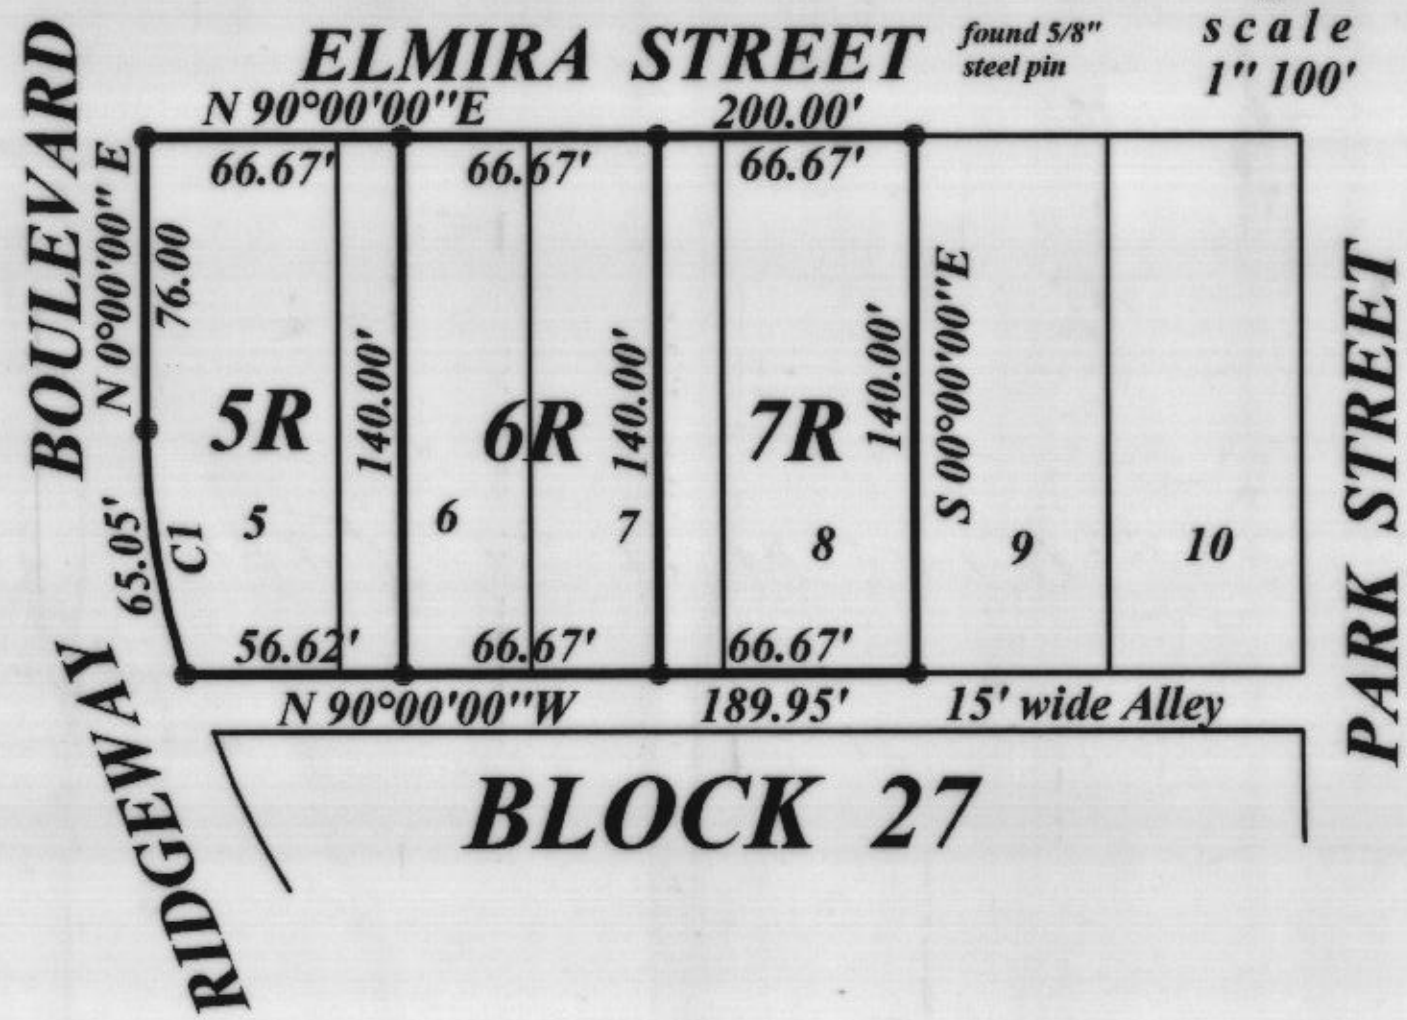 ELMIRA STREET
found 5/8"
steel pin
scale
1" 100'
N 90°00'00"E
200.00'
BOULEVARD
N 0°00'00" E
66.67'
66.67'
66.67'
76.00
140.00'
140.00'
140.00'
S 00°00'00"E
5R
6R
7R
PARK STREET
65.05'
C1
5
6
7
8
9
10
56.62'
66.67'
66.67'
N 90°00'00"W
189.95'
15' wide Alley
RIDGEWAY
BLOCK 27